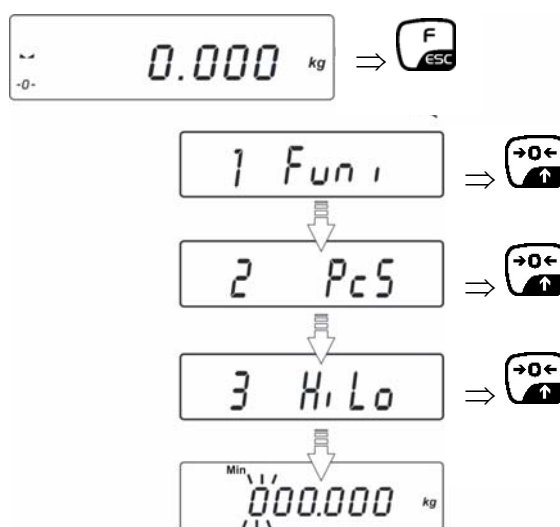 0.000 kg ⇒ F
-0- ESC
1 Funi ⇒ →0←
↑
2 PcS ⇒ →0←
↑
3 HiLo ⇒ →0←
↑
Min
000.000 kg